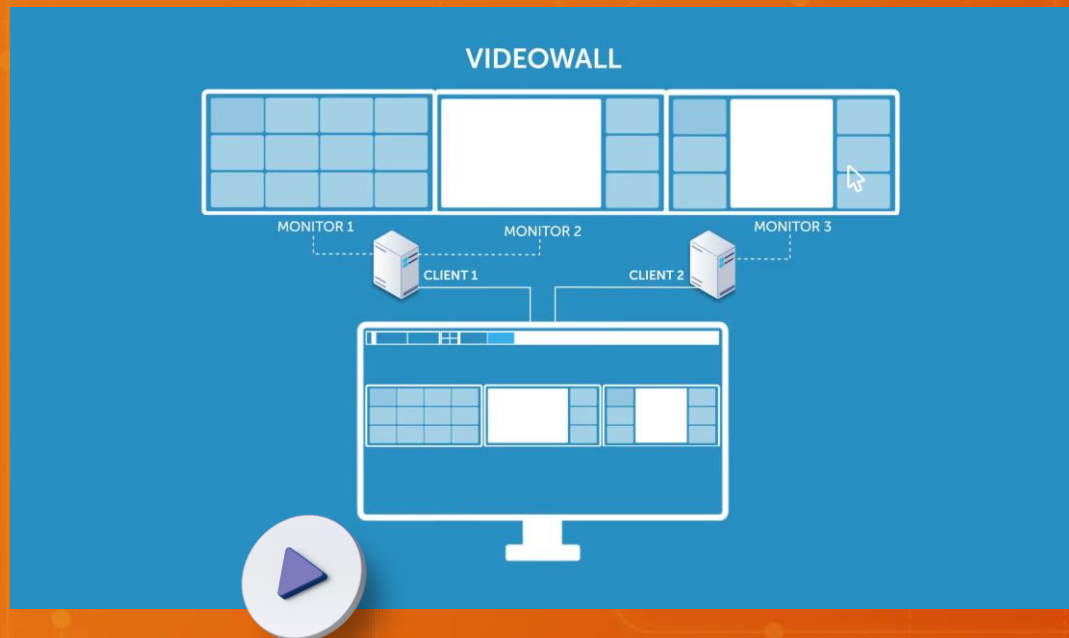 VIDEOWALL
MONITOR 1
MONITOR 2
MONITOR 3
CLIENT 1
CLIENT 2